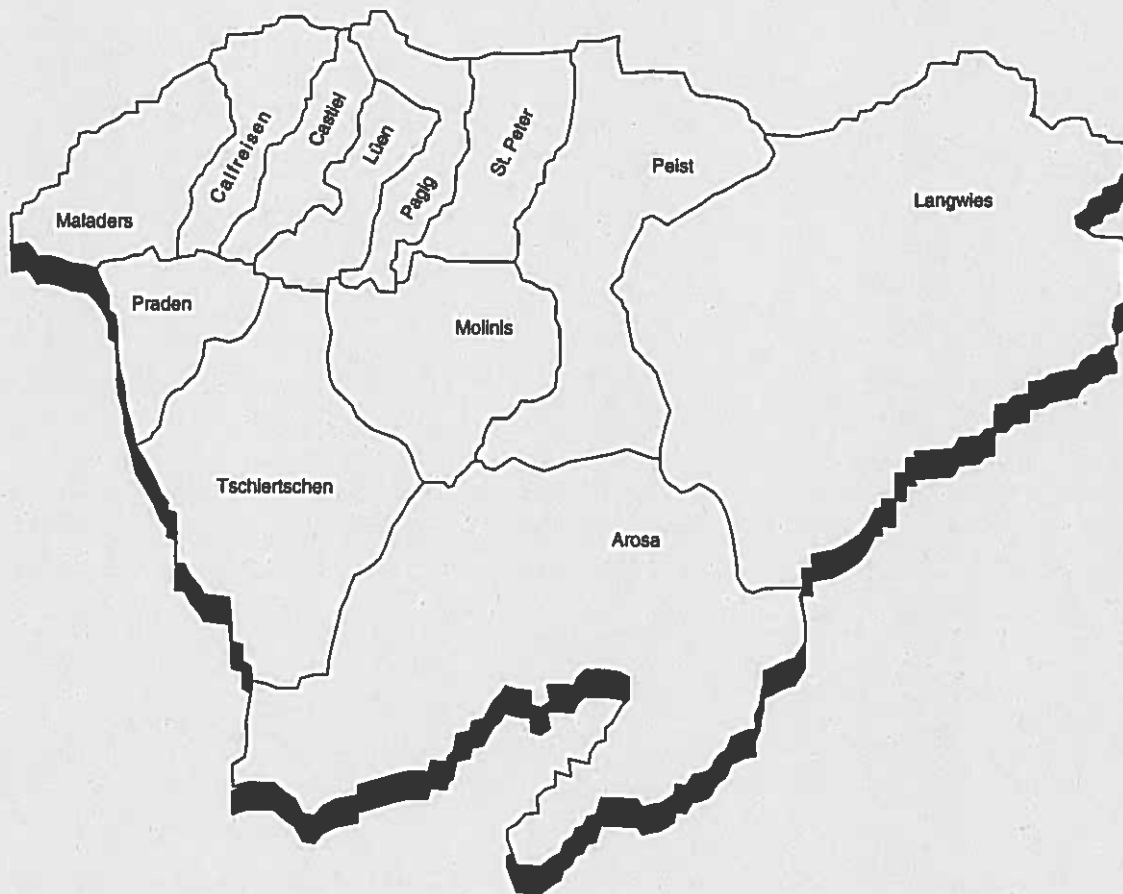 Castiel
Calfreisen
Lüen
St. Peter
Peist
Pagig
Langwies
Maladers
Praden
Molinis
Tschiertschen
Arosa